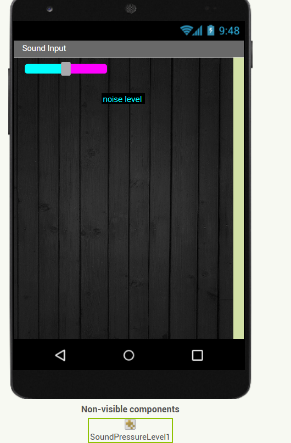 9:48
Sound Input
noise level
Non-visible components
SoundPressureLevel1